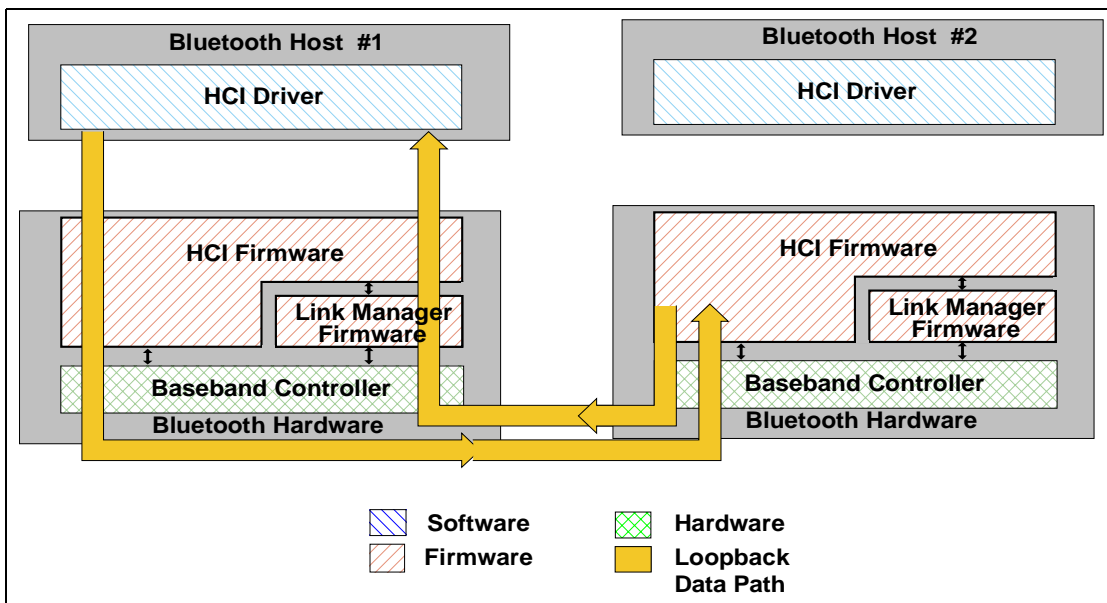 Bluetooth Host #1
HCI Driver
Bluetooth Host #2
HCI Driver
HCI Firmware
Link Manager
Firmware
Baseband Controller
Bluetooth Hardware
HCI Firmware
Link Manager
Firmware
Baseband Controller
Bluetooth Hardware
Software
Firmware
Hardware
Loopback
Data Path